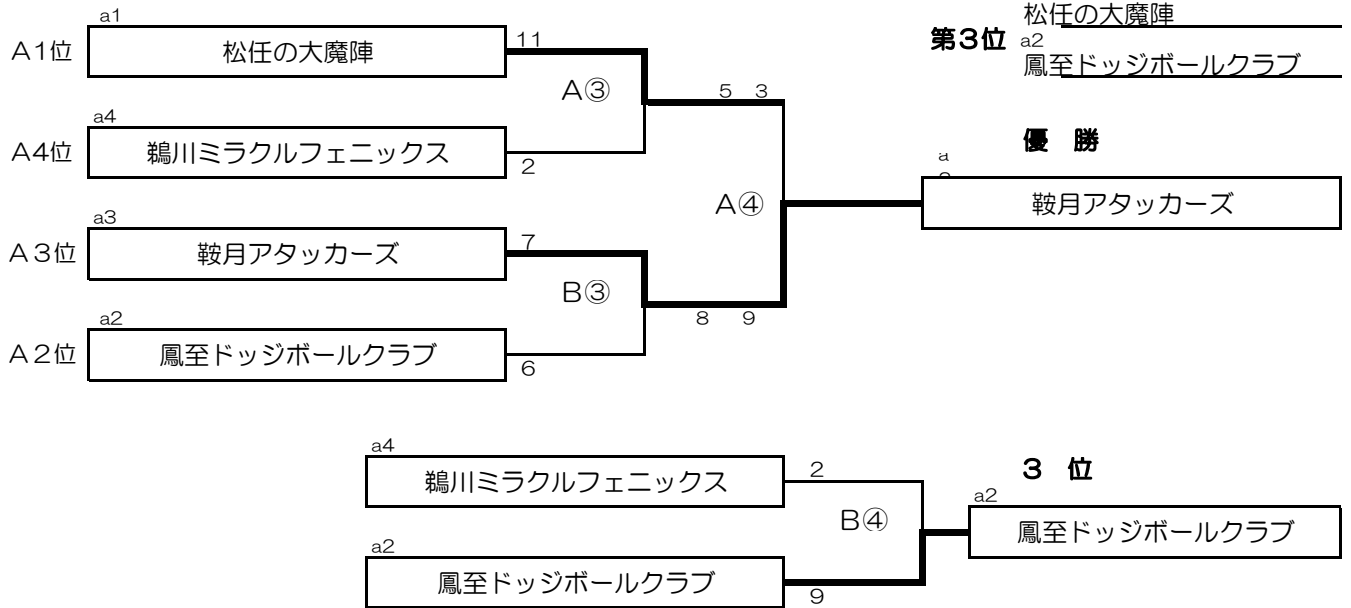 a1
A1位 松任の大魔陣 11
A③
a4
A4位 鵜川ミラクルフェニックス 2
5 3
A④
a3
A3位 鞍月アタッカーズ 7
B③
8 9
a2
A2位 鳳至ドッジボールクラブ 6
松任の大魔陣
第3位 a2
鳳至ドッジボールクラブ
優 勝
a
鞍月アタッカーズ
a4
鵜川ミラクルフェニックス 2
B④
a2
鳳至ドッジボールクラブ 9
3 位
a2
鳳至ドッジボールクラブ